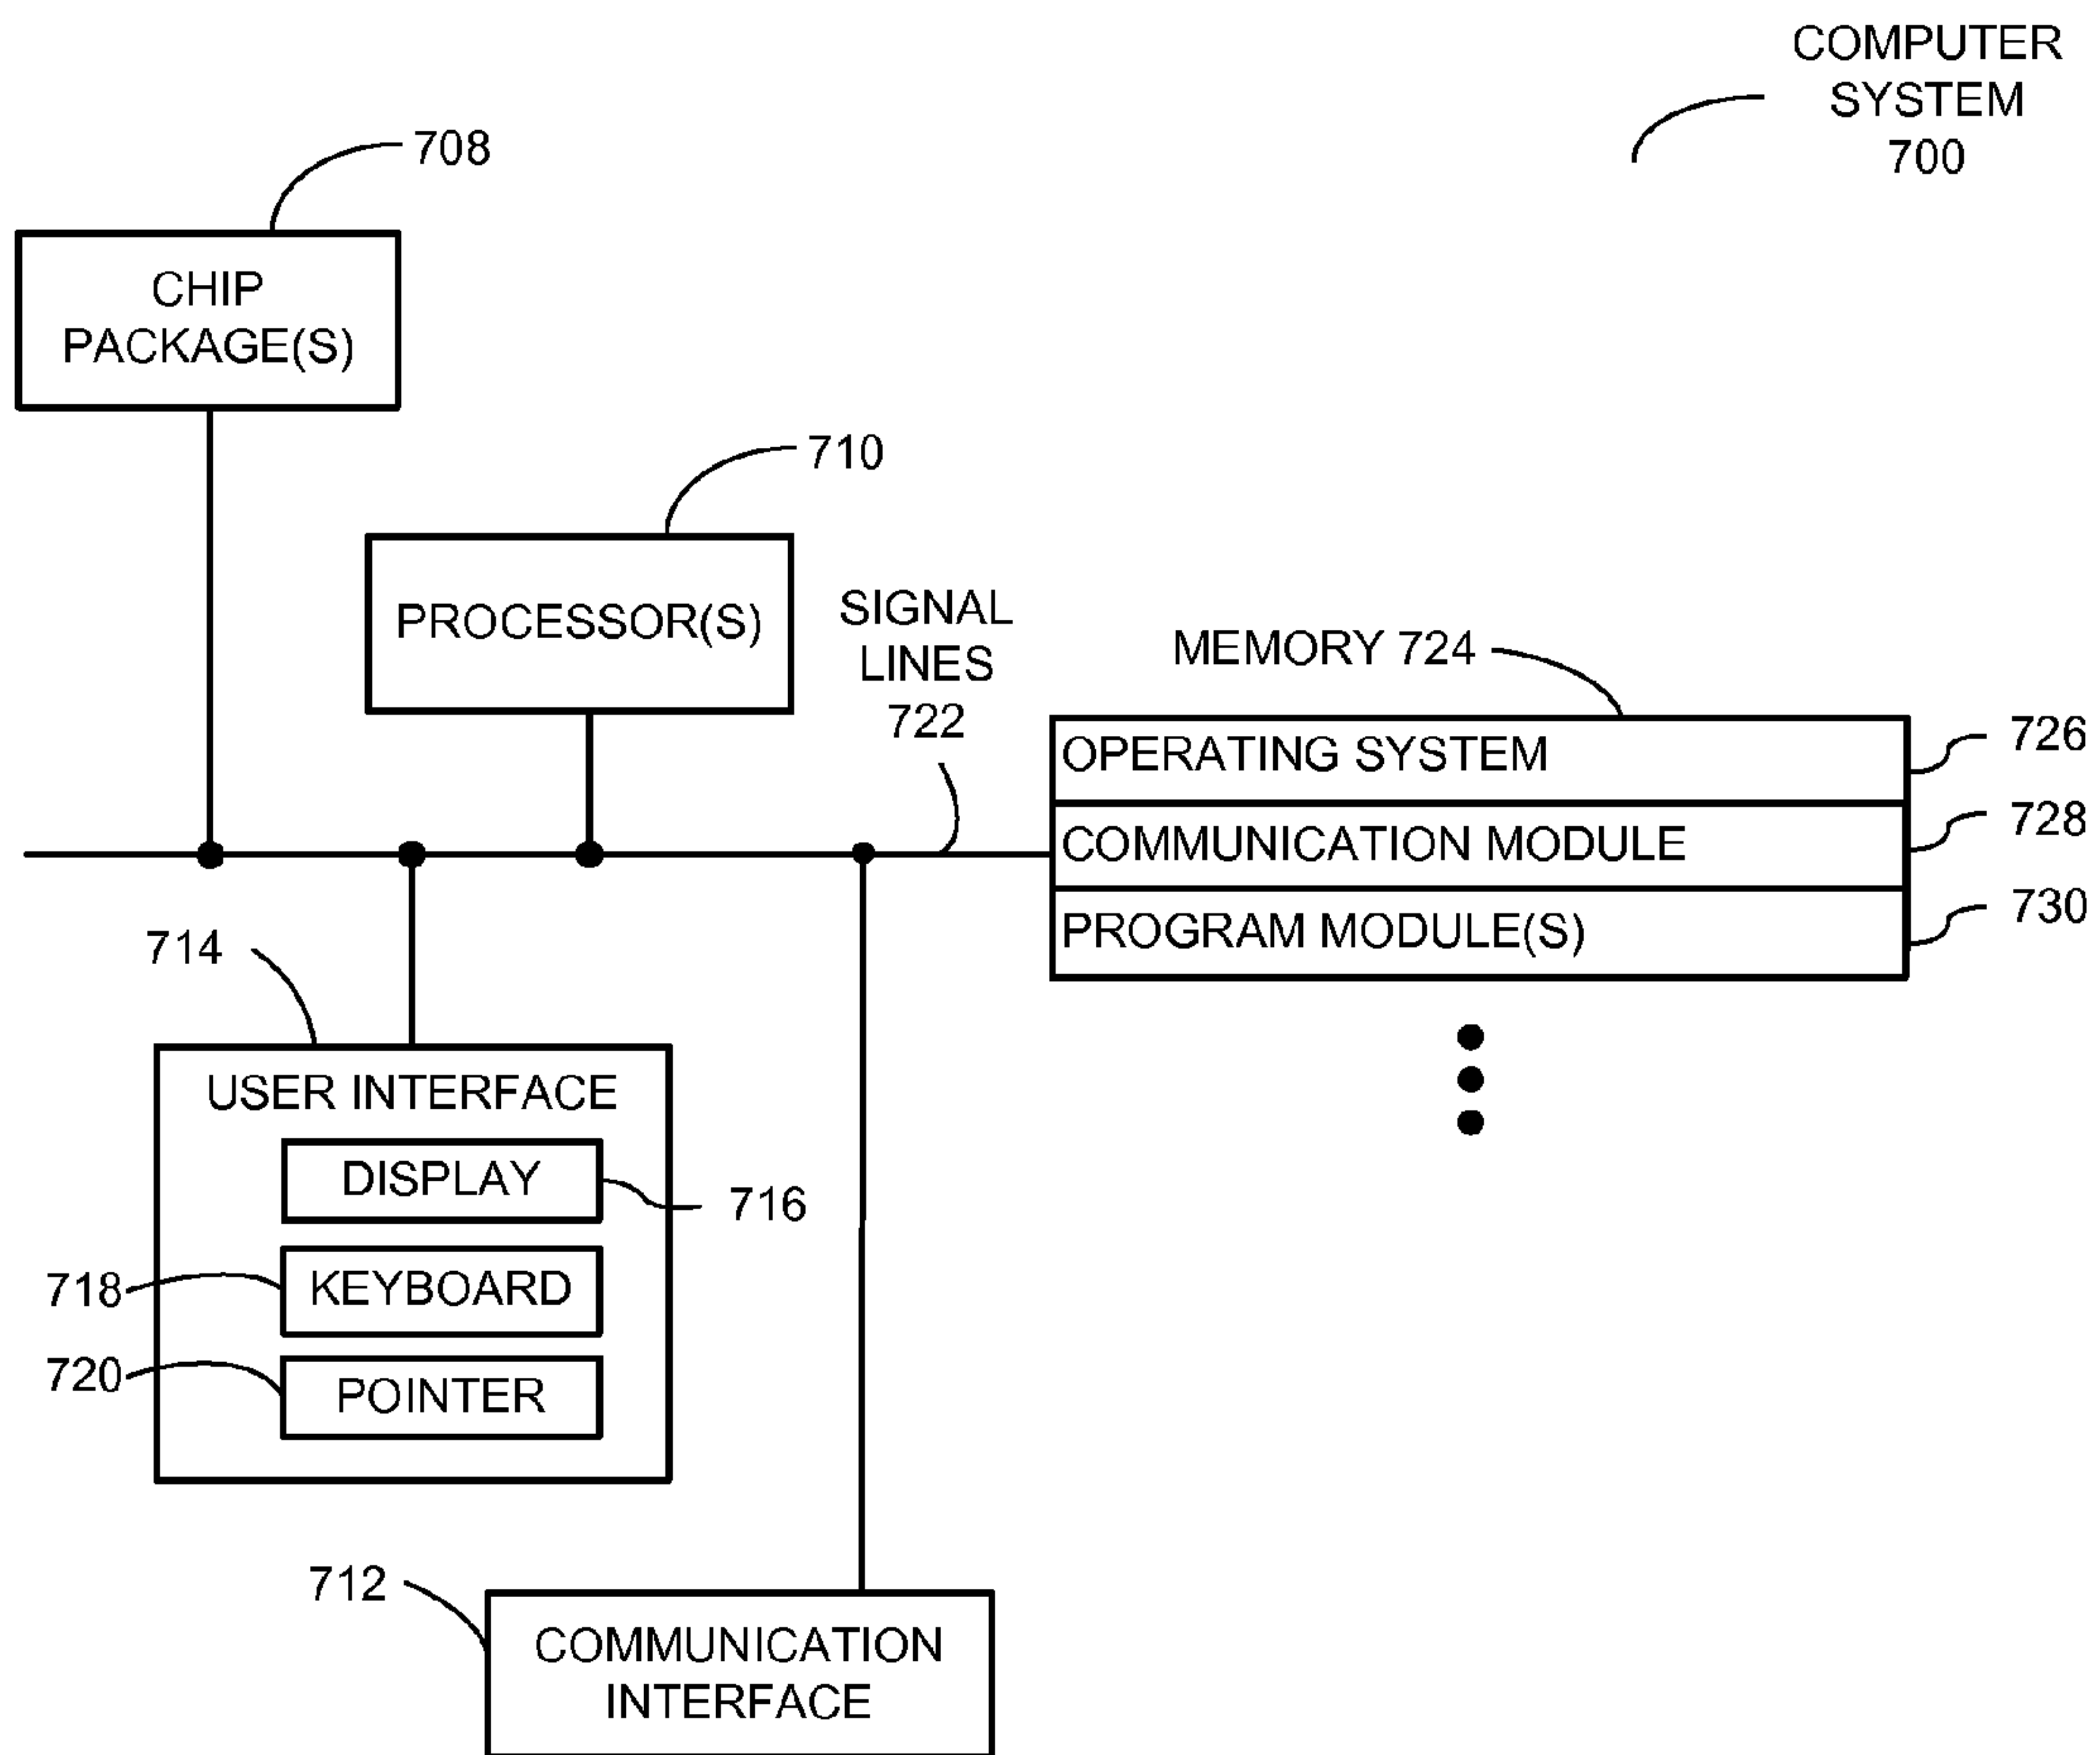 COMPUTER
SYSTEM
700
708
CHIP
PACKAGE(S)
710
PROCESSOR(S)
SIGNAL
LINES
722
MEMORY 724
OPERATING SYSTEM
726
COMMUNICATION MODULE
728
PROGRAM MODULE(S)
730
714
USER INTERFACE
DISPLAY
716
718
KEYBOARD
720
POINTER
712
COMMUNICATION
INTERFACE